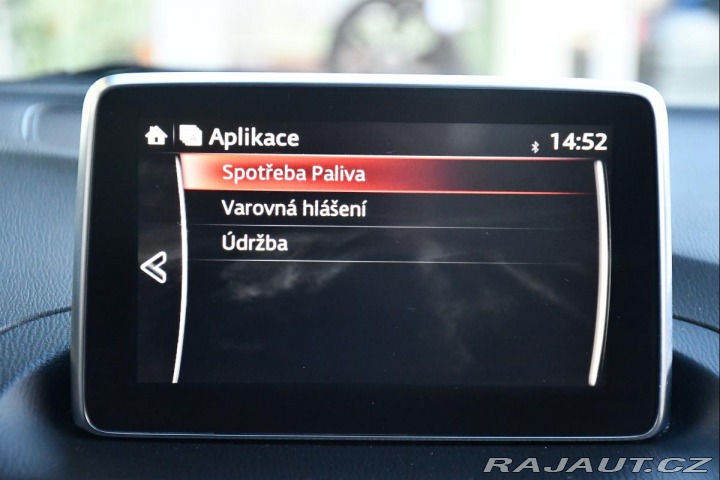 Aplikace
14:52
Spotřeba Paliva
Varovná hlášení
Údržba
RAJAUT.CZ